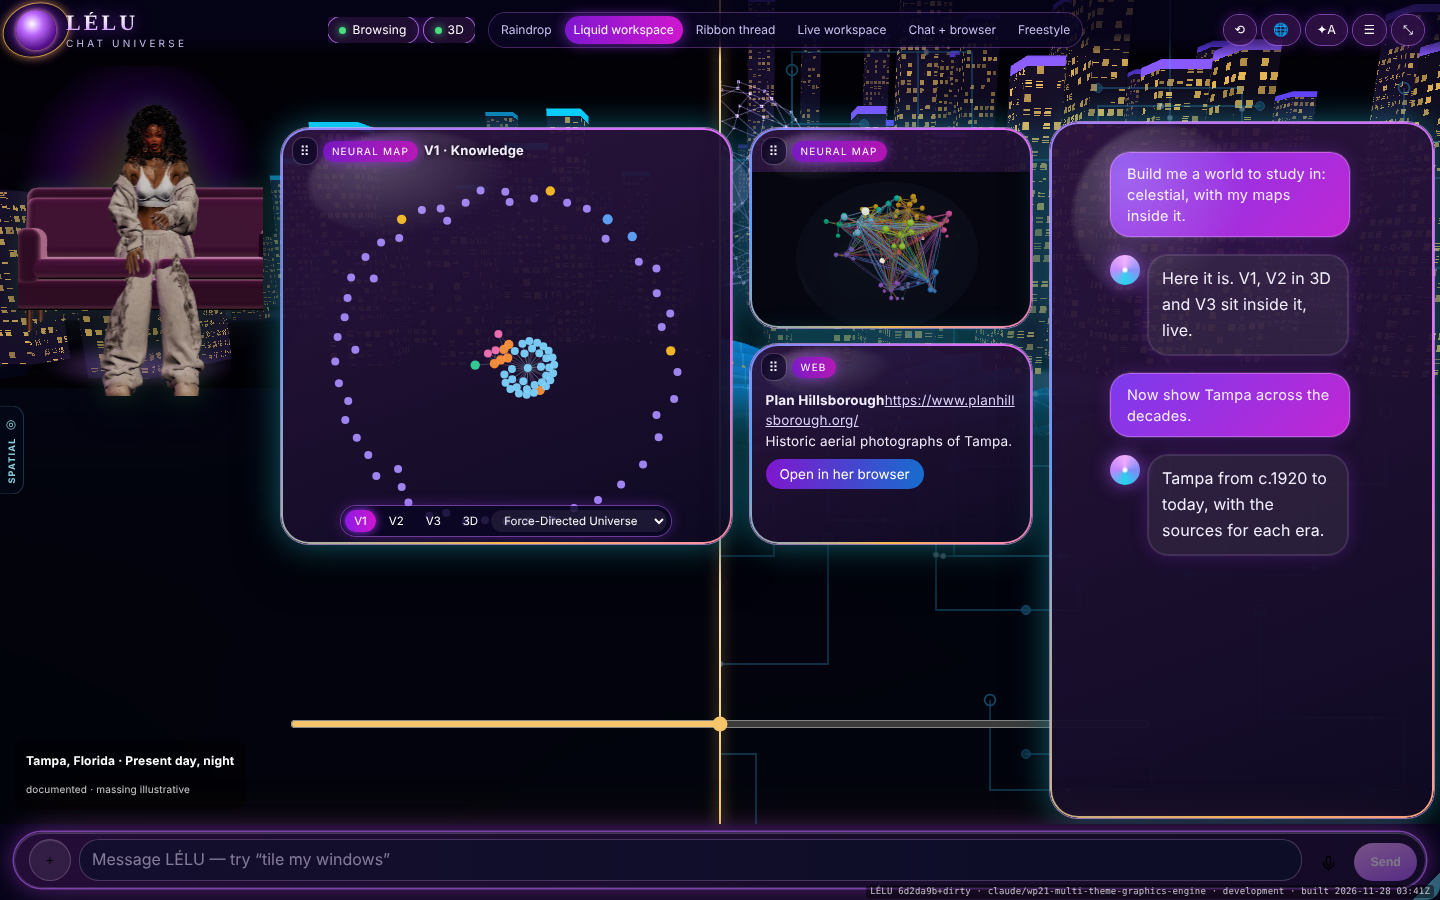 LÉLU
CHAT UNIVERSE
Browsing
3D
Raindrop
Liquid workspace
Ribbon thread
Live workspace
Chat + browser
Freestyle
✦A
NEURAL MAP
V1 · Knowledge
V1
V2
V3
3D
Force-Directed Universe
NEURAL MAP
WEB
Plan Hillsboroughhttps://www.planhill
sborough.org/
Historic aerial photographs of Tampa.
Open in her browser
Build me a world to study in:
celestial, with my maps
inside it.
Here it is. V1, V2 in 3D
and V3 sit inside it,
live.
Now show Tampa across the
decades.
Tampa from c.1920 to
today, with the
sources for each era.
SPATIAL
Tampa, Florida · Present day, night
documented · massing illustrative
+
Message LÉLU — try “tile my windows”
Send
LÉLU 6d2da9b+dirty · claude/wp21-multi-theme-graphics-engine · development · built 2026-11-28 03:41Z